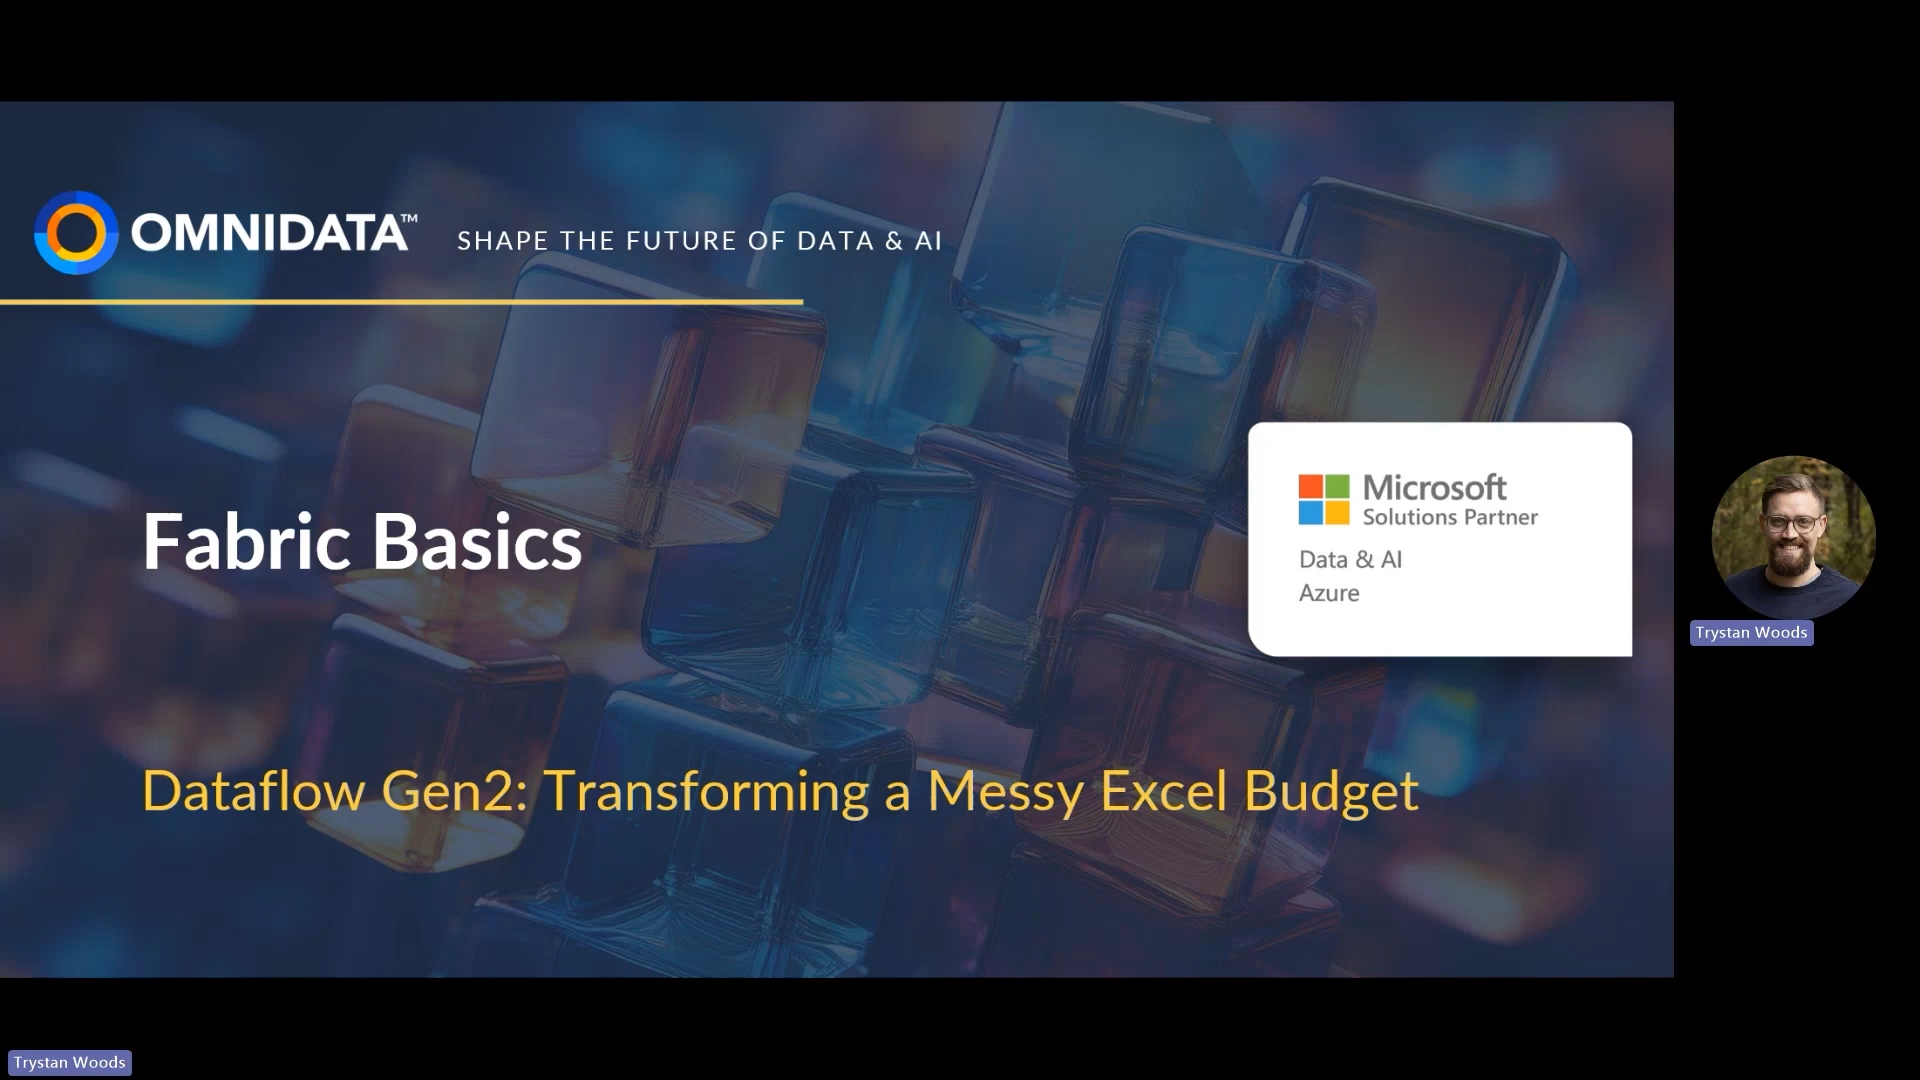 OMNIDATA™
SHAPE THE FUTURE OF DATA & AI
Fabric Basics
Microsoft
Solutions Partner
Data & AI
Azure
Trystan Woods
Dataflow Gen2: Transforming a Messy Excel Budget
Trystan Woods